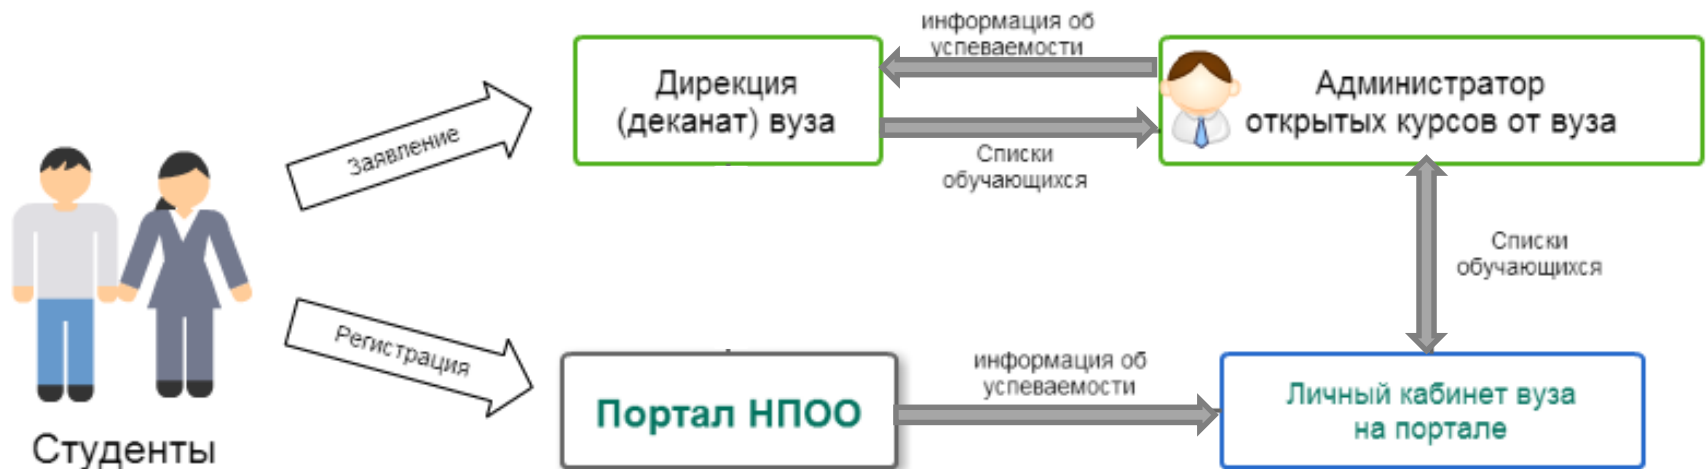 информация об
успеваемости
Дирекция
(деканат) вуза
Администратор
открытых курсов от вуза
Заявление
Списки
обучающихся
Списки
обучающихся
Регистрация
информация об
успеваемости
Портал НПОО
Личный кабинет вуза
на портале
Студенты